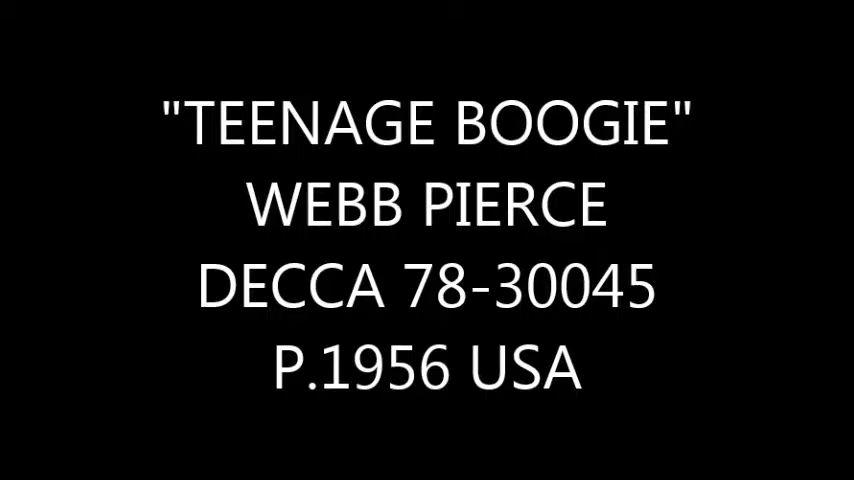 "TEENAGE BOOGIE"
WEBB PIERCE
DECCA 78-30045
P.1956 USA